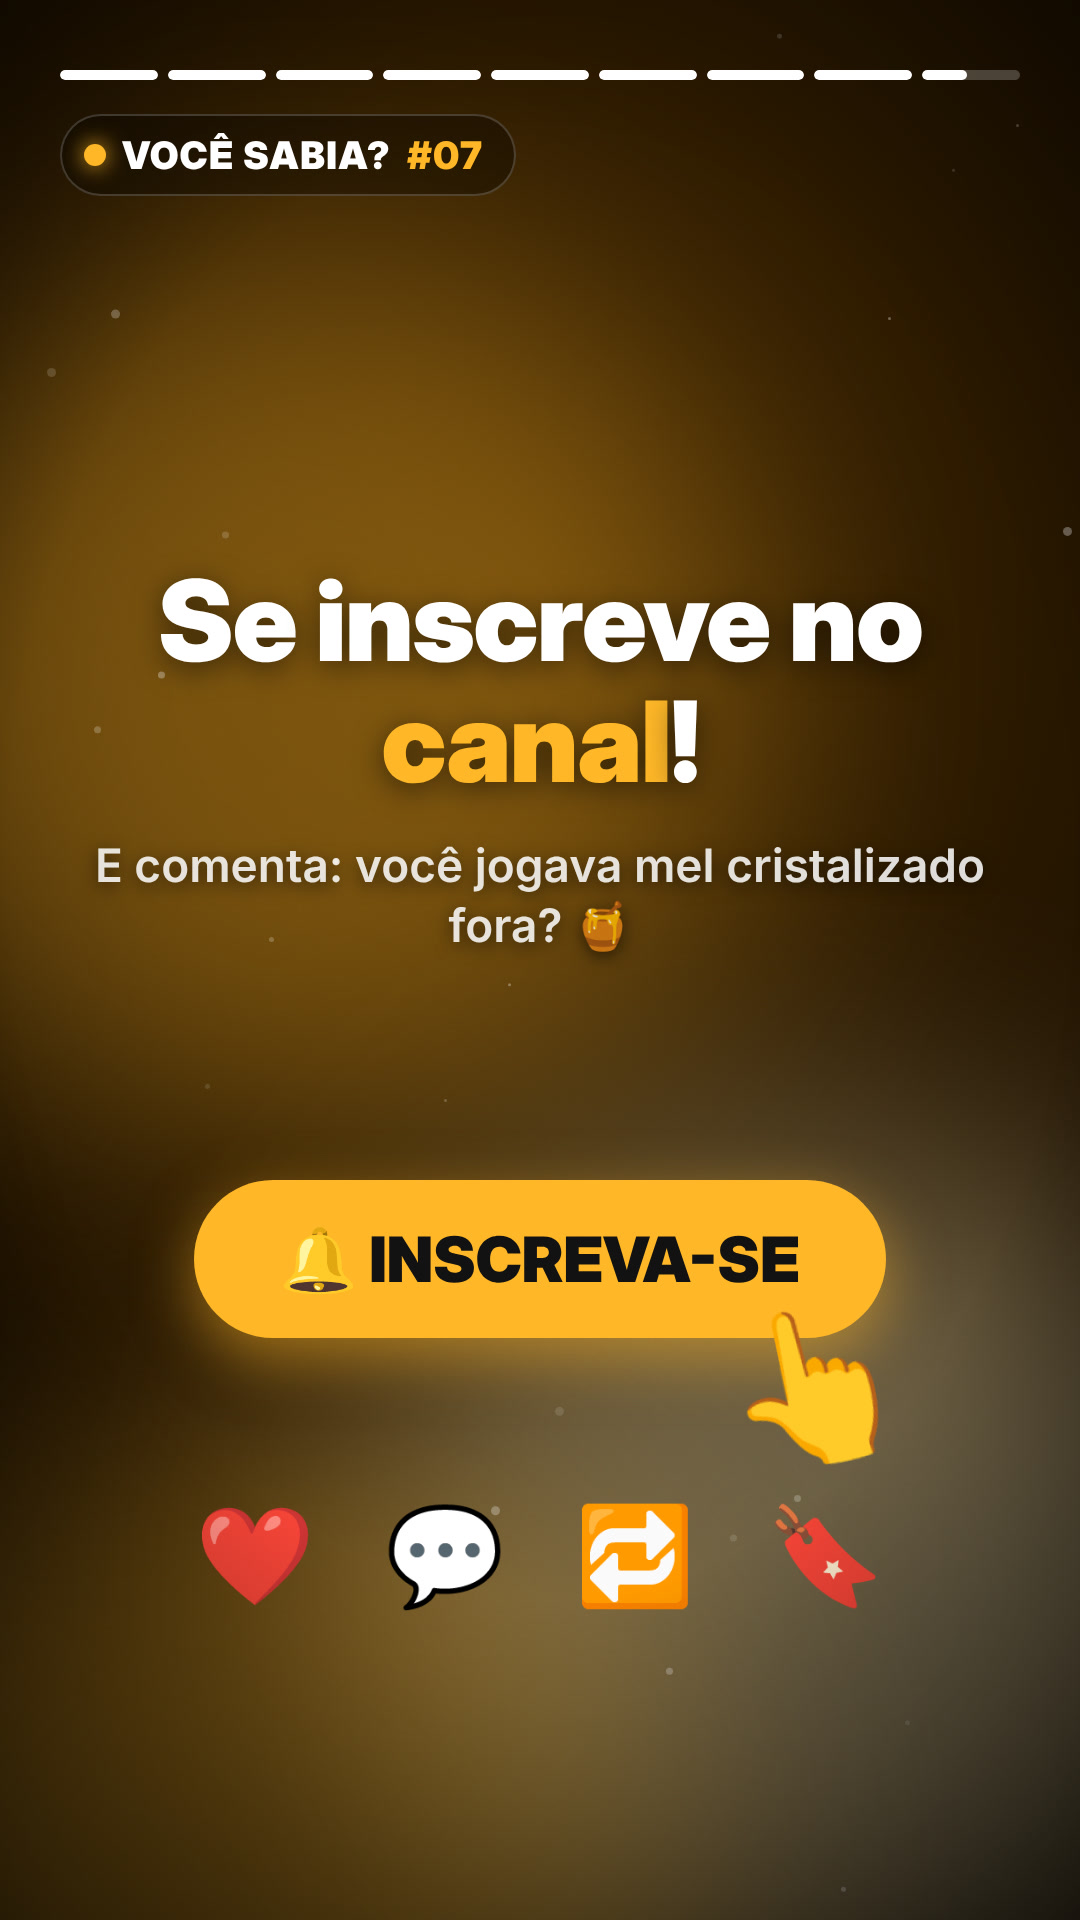 VOCÊ SABIA? #07
Se inscreve no
canal!
E comenta: você jogava mel cristalizado
fora? 🍯
🔔 INSCREVA-SE